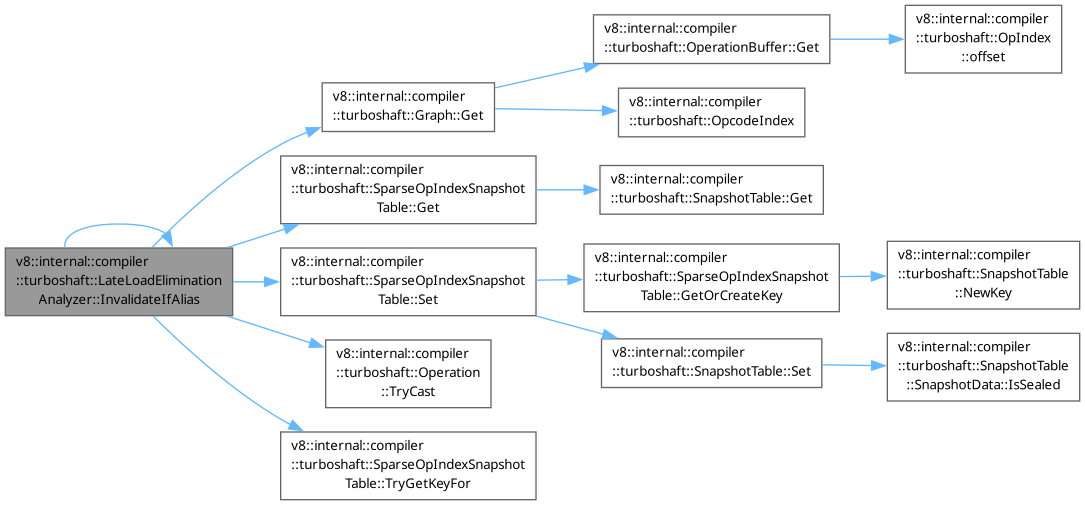 v8::internal::compiler
::turboshaft::LateLoadElimination
Analyzer::InvalidateIfAlias
v8::internal::compiler
::turboshaft::Graph::Get
v8::internal::compiler
::turboshaft::OperationBuffer::Get
v8::internal::compiler
::turboshaft::OpIndex
::offset
v8::internal::compiler
::turboshaft::OpcodeIndex
v8::internal::compiler
::turboshaft::SparseOpIndexSnapshot
Table::Get
v8::internal::compiler
::turboshaft::SnapshotTable::Get
v8::internal::compiler
::turboshaft::SparseOpIndexSnapshot
Table::Set
v8::internal::compiler
::turboshaft::SparseOpIndexSnapshot
Table::GetOrCreateKey
v8::internal::compiler
::turboshaft::SnapshotTable
::NewKey
v8::internal::compiler
::turboshaft::SnapshotTable::Set
v8::internal::compiler
::turboshaft::SnapshotTable
::SnapshotData::IsSealed
v8::internal::compiler
::turboshaft::Operation
::TryCast
v8::internal::compiler
::turboshaft::SparseOpIndexSnapshot
Table::TryGetKeyFor